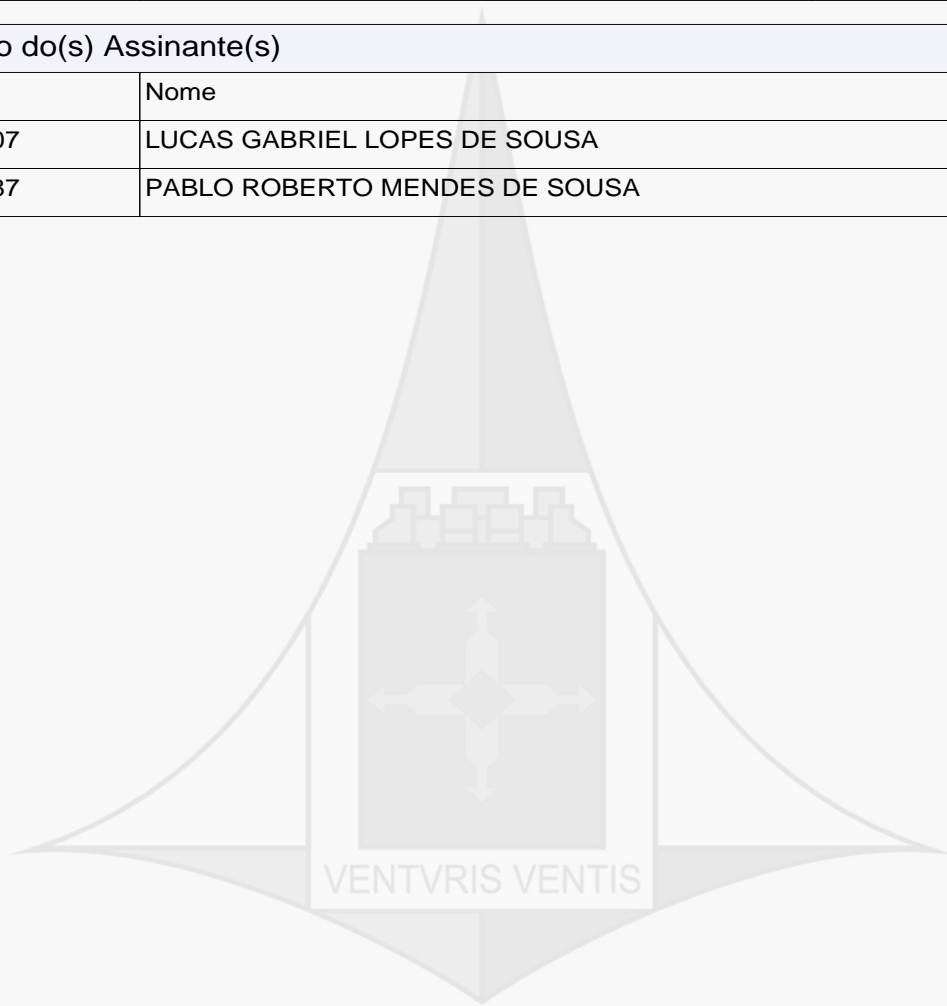 o do(s) Assinante(s)
Nome
07 LUCAS GABRIEL LOPES DE SOUSA
37 PABLO ROBERTO MENDES DE SOUSA
VENTVRIS VENTIS